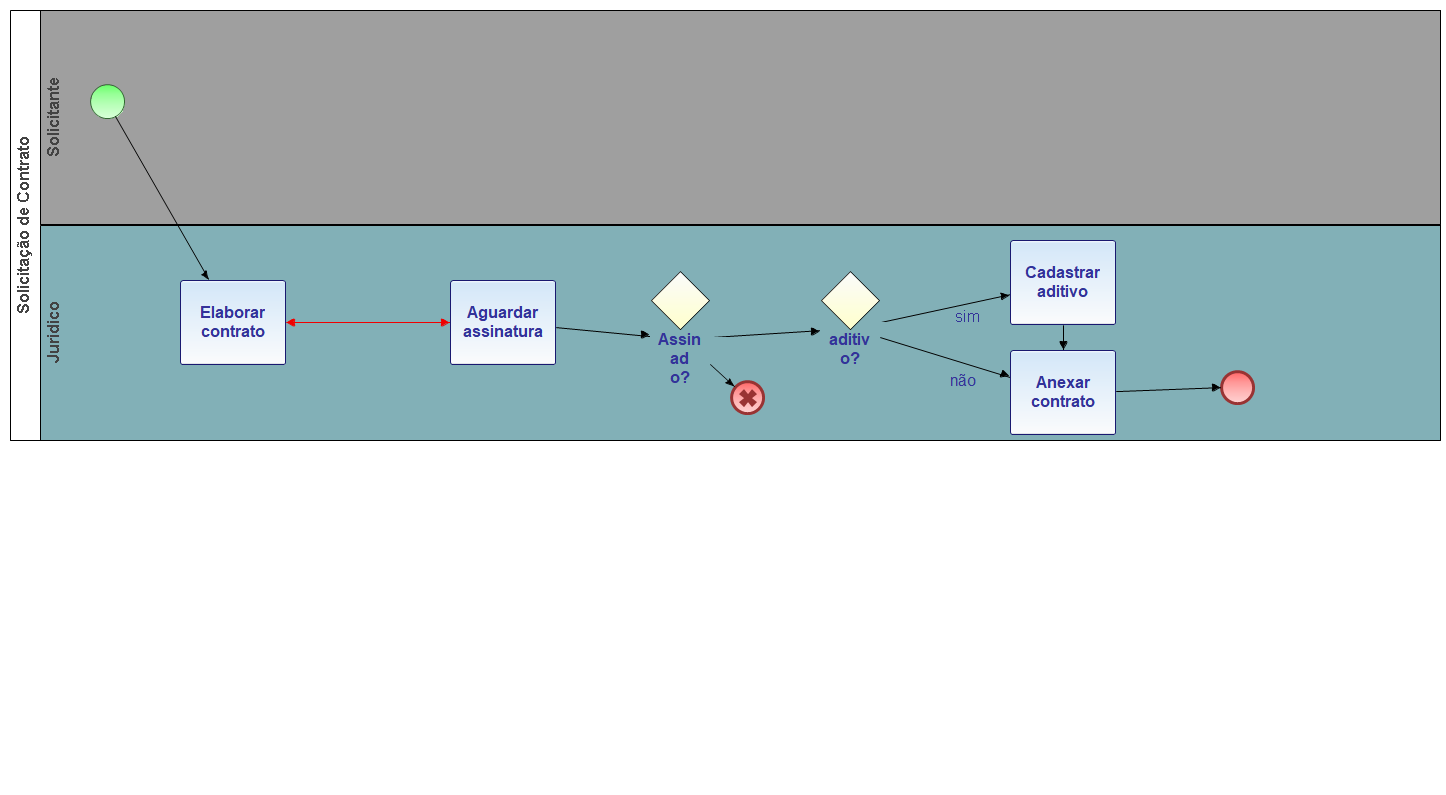 Solicitação de Contrato
Solicitante
Juridico
Elaborar
contrato
Aguardar
assinatura
Assin
ad
o?
aditiv
o?
sim
não
Cadastrar
aditivo
Anexar
contrato